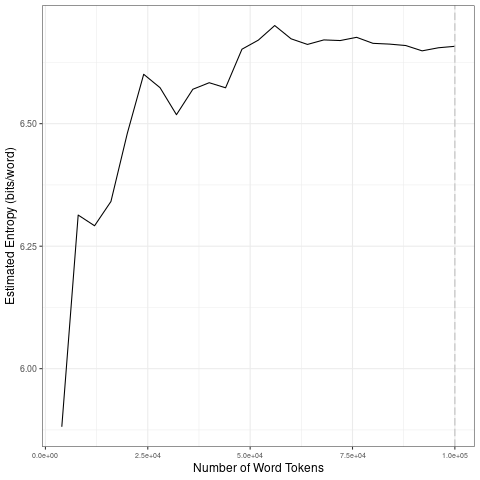 Estimated Entropy (bits/word)
6.50
6.25
6.00
0.0e+00 2.5e+04 5.0e+04 7.5e+04 1.0e+05
Number of Word Tokens